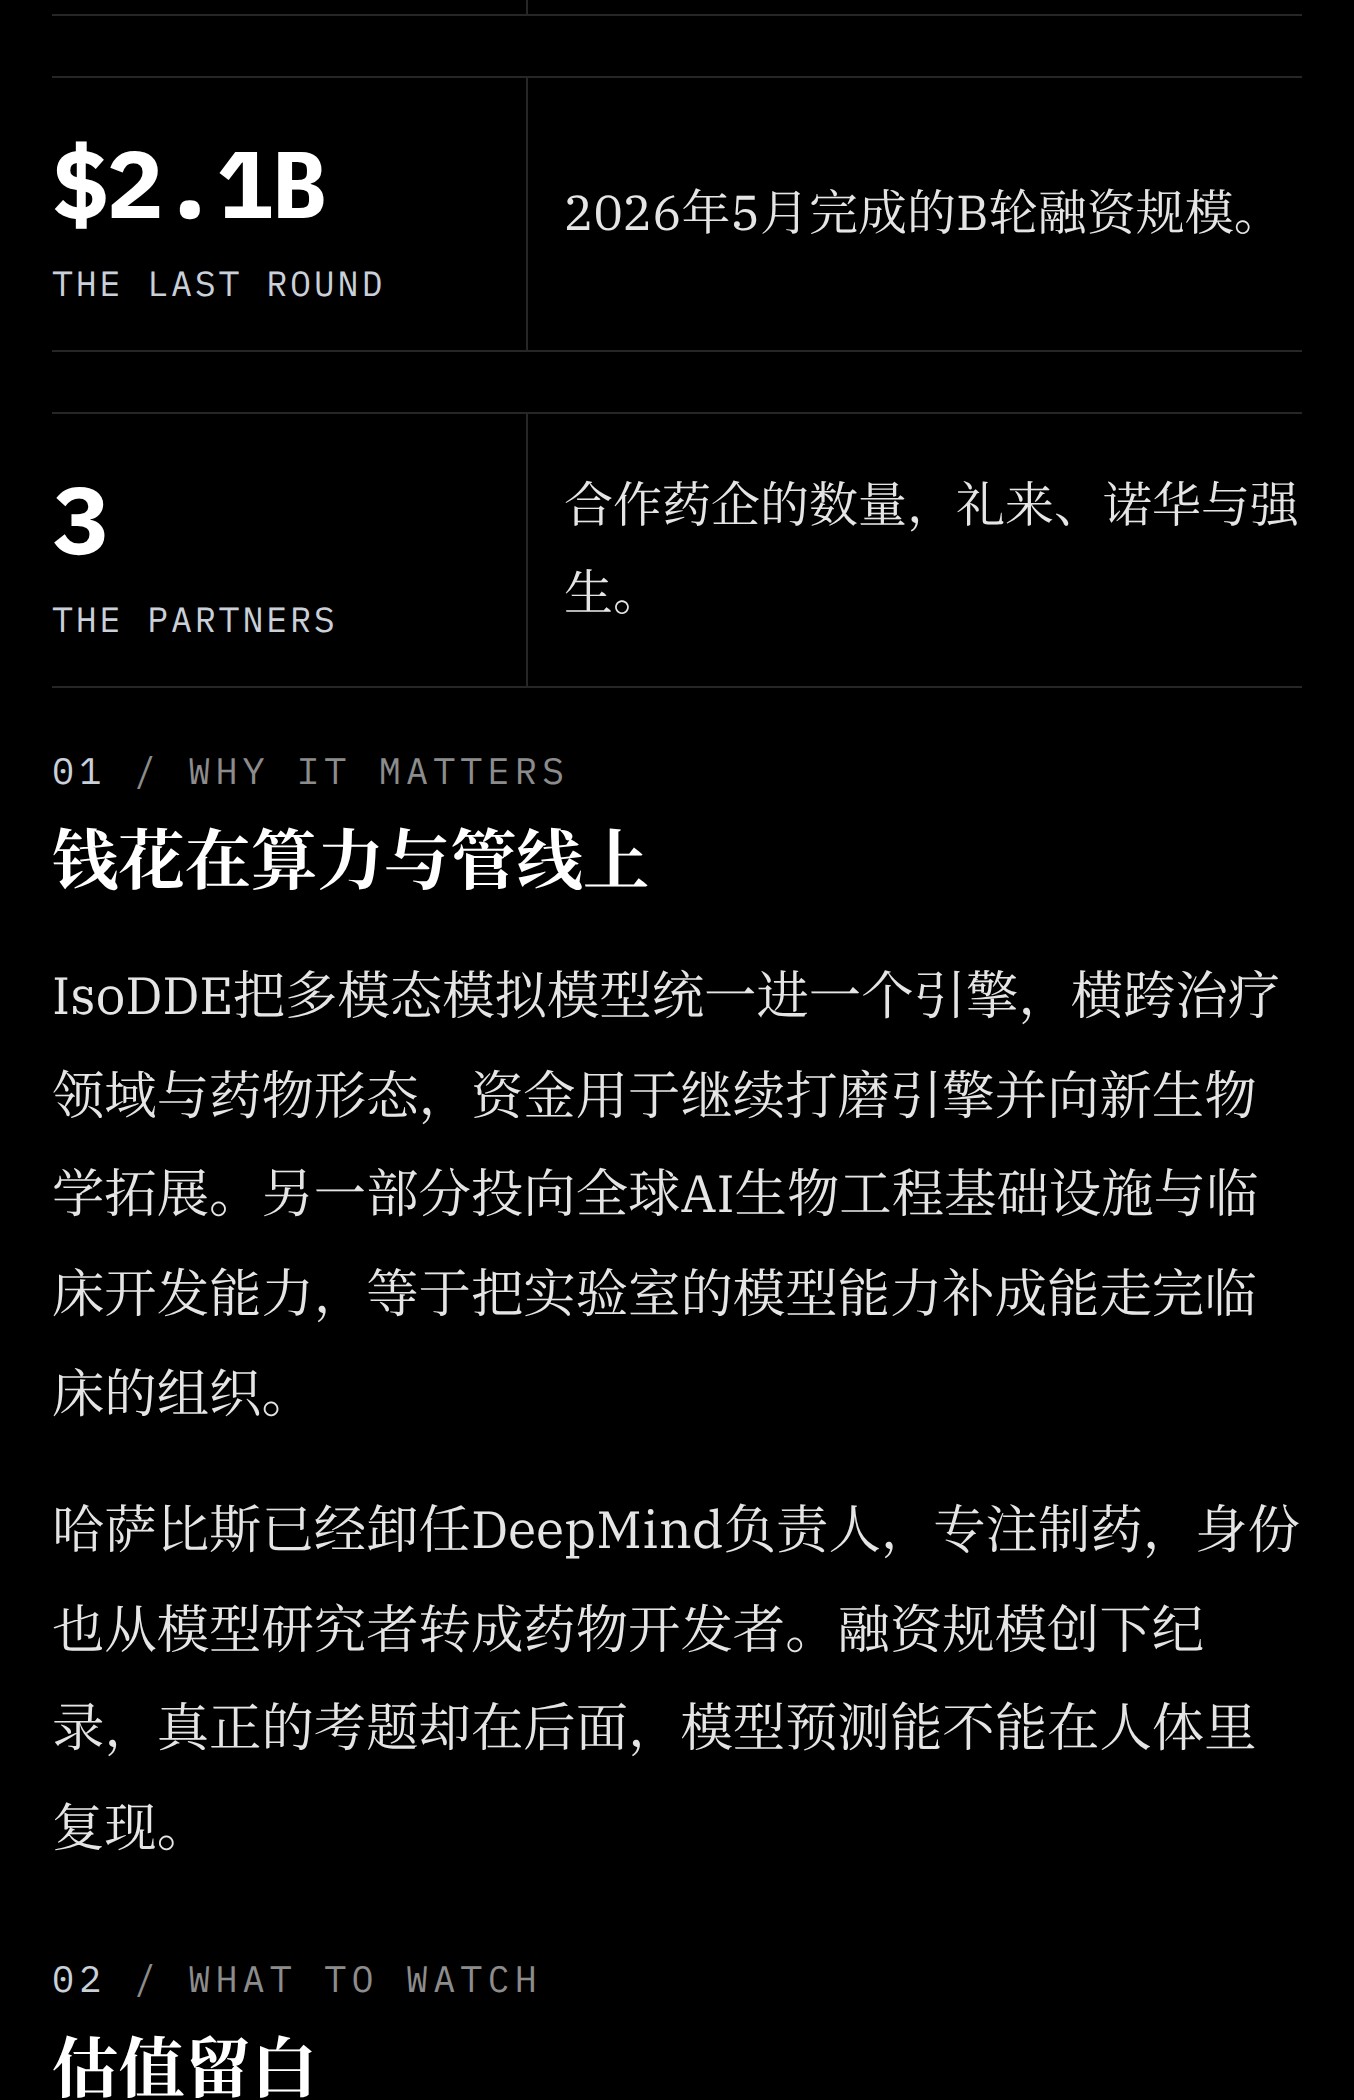 $2.1B
THE LAST ROUND
2026年5月完成的B轮融资规模。
3
THE PARTNERS
合作药企的数量，礼来、诺华与强
生。
01 / WHY IT MATTERS
钱花在算力与管线上
IsoDDE把多模态模拟模型统一进一个引擎，横跨治疗
领域与药物形态，资金用于继续打磨引擎并向新生物
学拓展。另一部分投向全球AI生物工程基础设施与临
床开发能力，等于把实验室的模型能力补成能走完临
床的组织。
哈萨比斯已经卸任DeepMind负责人，专注制药，身份
也从模型研究者转成药物开发者。融资规模创下纪
录，真正的考题却在后面，模型预测能不能在人体里
复现。
02 / WHAT TO WATCH
估值留白